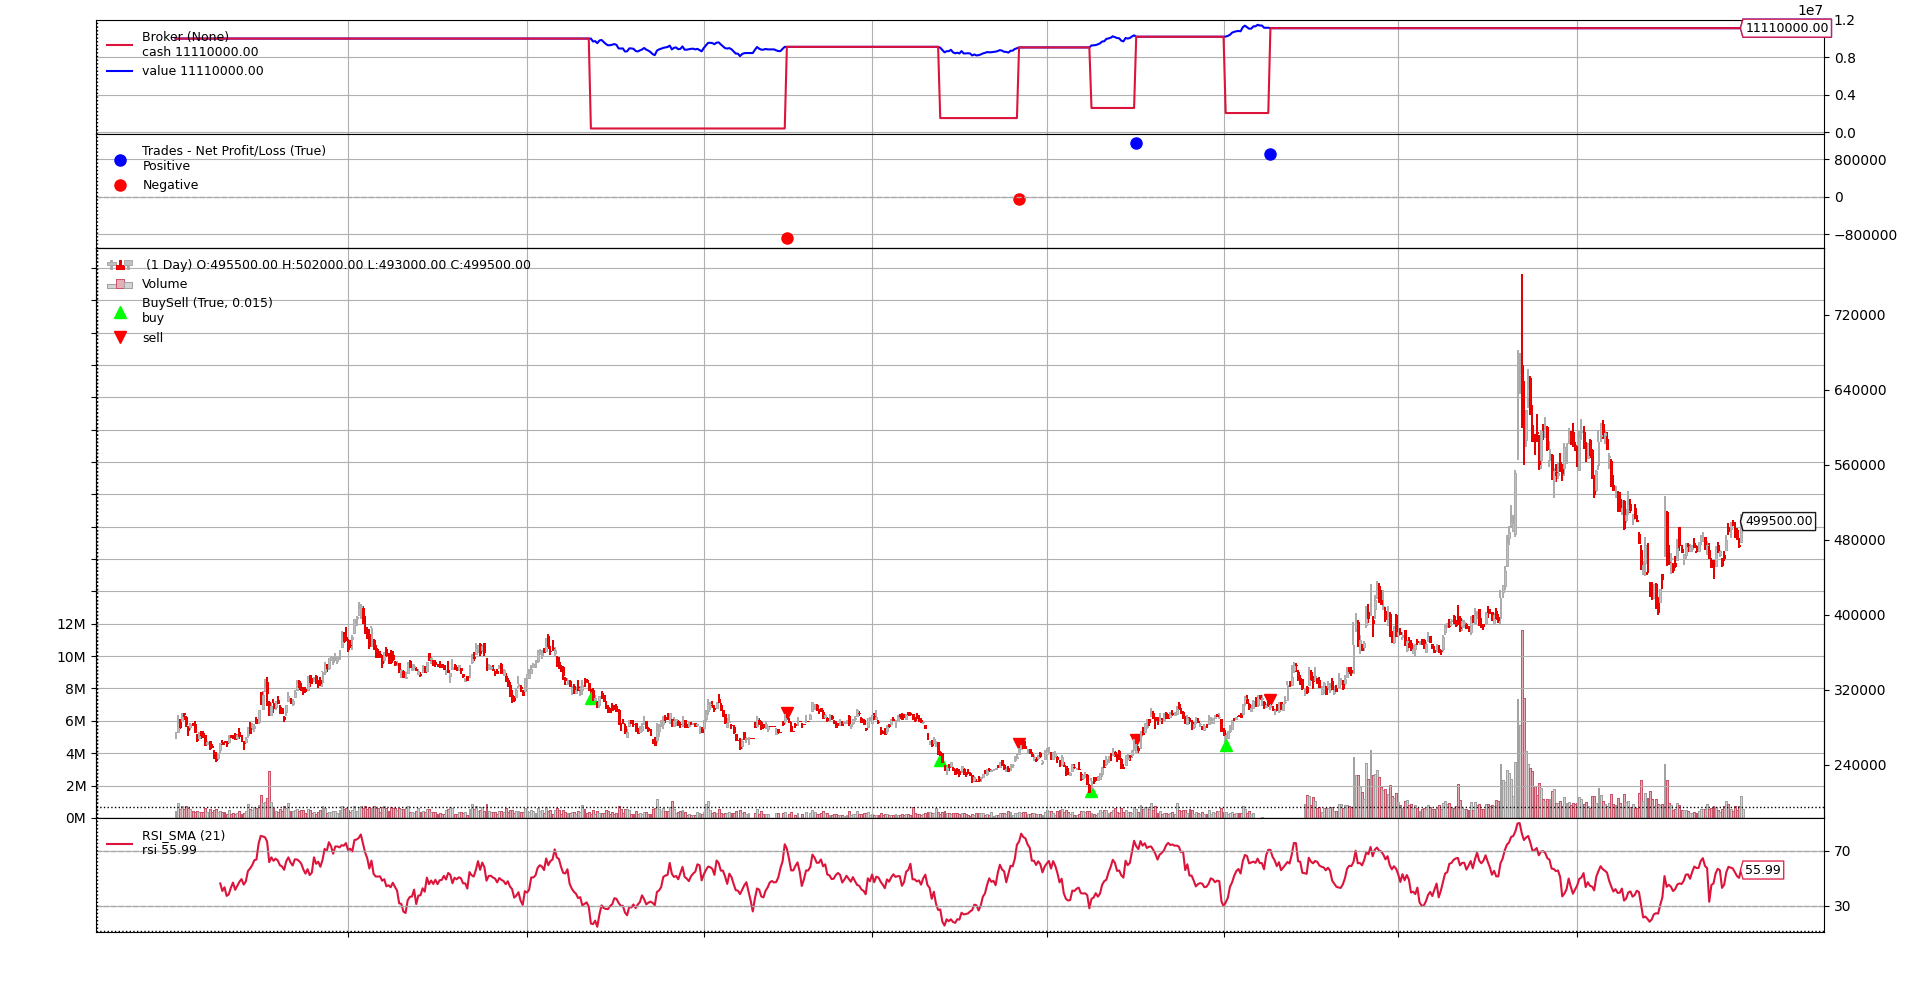 1e7
Broker (None)
cash 11110000.00
value 11110000.00
11110000.00
1.2
0.8
0.4
0.0
Trades - Net Profit/Loss (True)
Positive
Negative
800000
0
−800000
(1 Day) O:495500.00 H:502000.00 L:493000.00 C:499500.00
Volume
BuySell (True, 0.015)
buy
sell
720000
640000
560000
499500.00
480000
400000
320000
240000
12M
10M
8M
6M
4M
2M
0M
RSI_SMA (21)
rsi 55.99
70
55.99
30